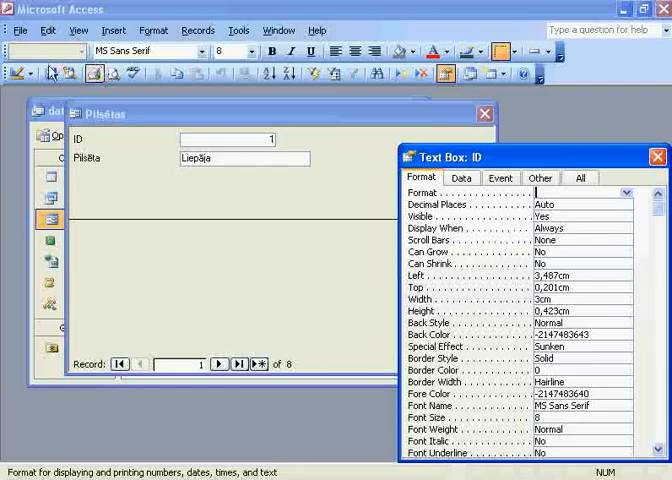 Microsoft Access
File Edit View Insert Format Records Tools Window Help
Type a question for help
MS Sans Serif 8 B I U
Pilsētas
ID 1
Pilsēta Liepāja
Record: 1 of 8
Text Box: ID
Format Data Event Other All
Format
Decimal Places Auto
Visible Yes
Display When Always
Scroll Bars None
Can Grow No
Can Shrink No
Left 3,487cm
Top 0,201cm
Width 3cm
Height 0,423cm
Back Style Normal
Back Color -2147483643
Special Effect Sunken
Border Style Solid
Border Color 0
Border Width Hairline
Fore Color -2147483640
Font Name MS Sans Serif
Font Size 8
Font Weight Normal
Font Italic No
Font Underline No
Format for displaying and printing numbers, dates, times, and text
NUM